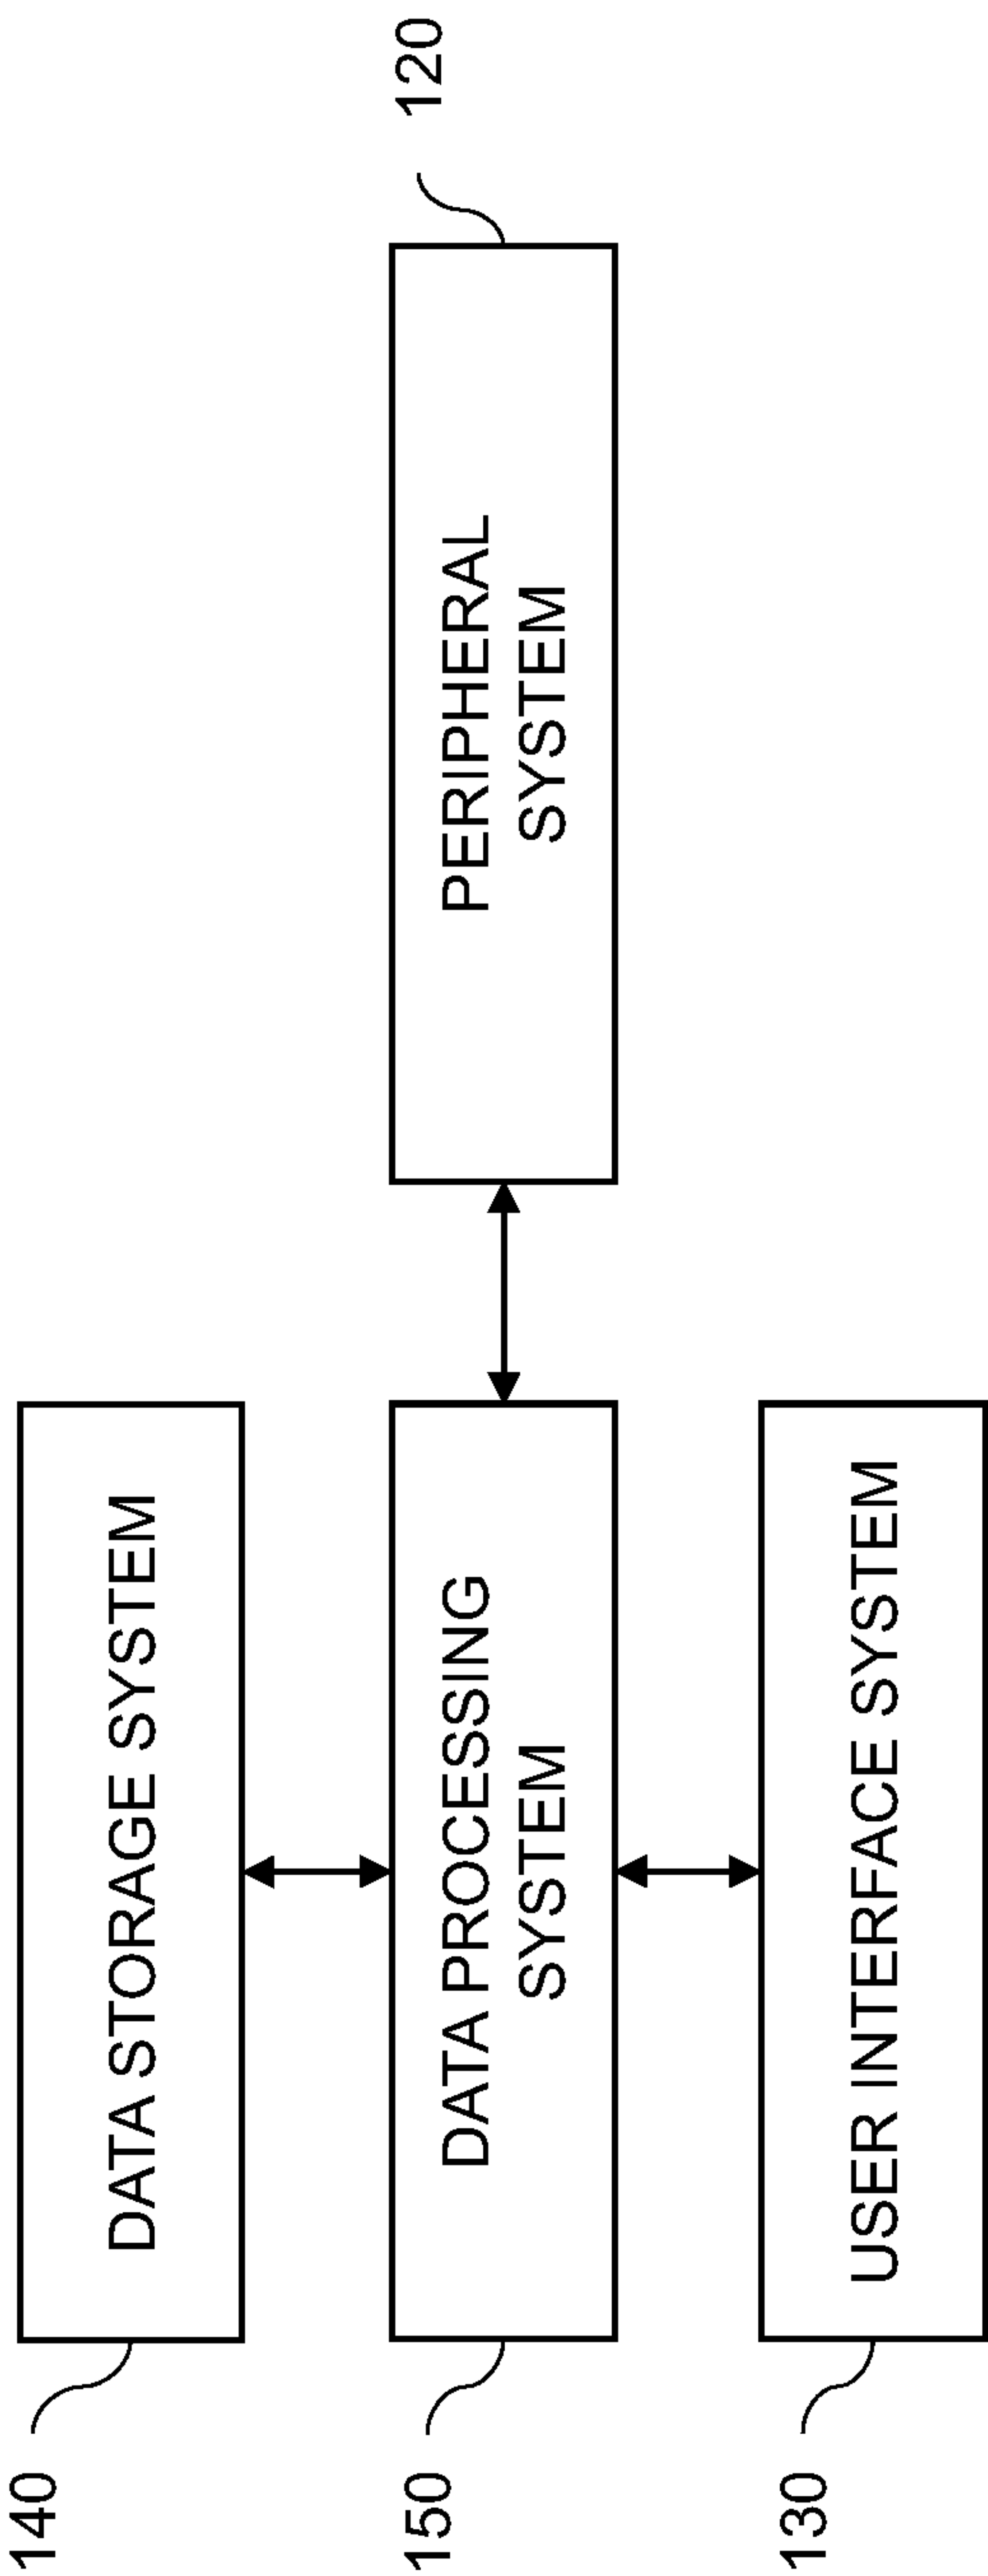 140
DATA STORAGE SYSTEM
150
DATA PROCESSING
SYSTEM
PERIPHERAL
SYSTEM
120
130
USER INTERFACE SYSTEM